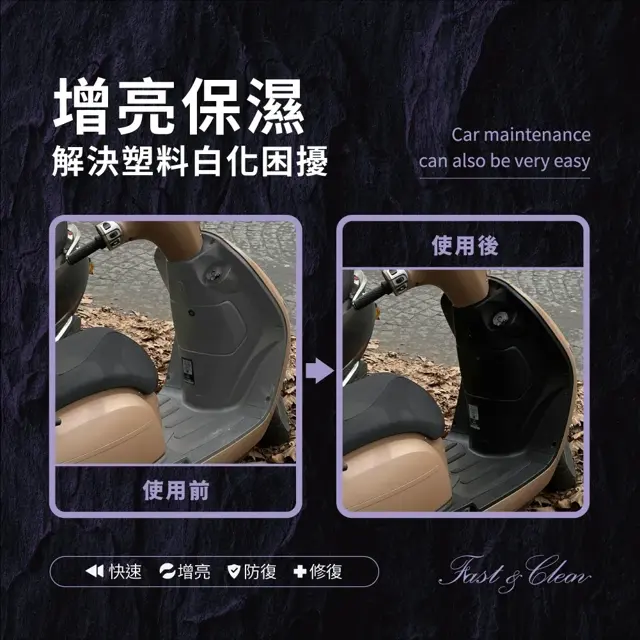 增亮保濕
解決塑料白化困擾
Car maintenance
can also be very easy
使用前
使用後
快速 增亮 防復 修復
Fast & Clear